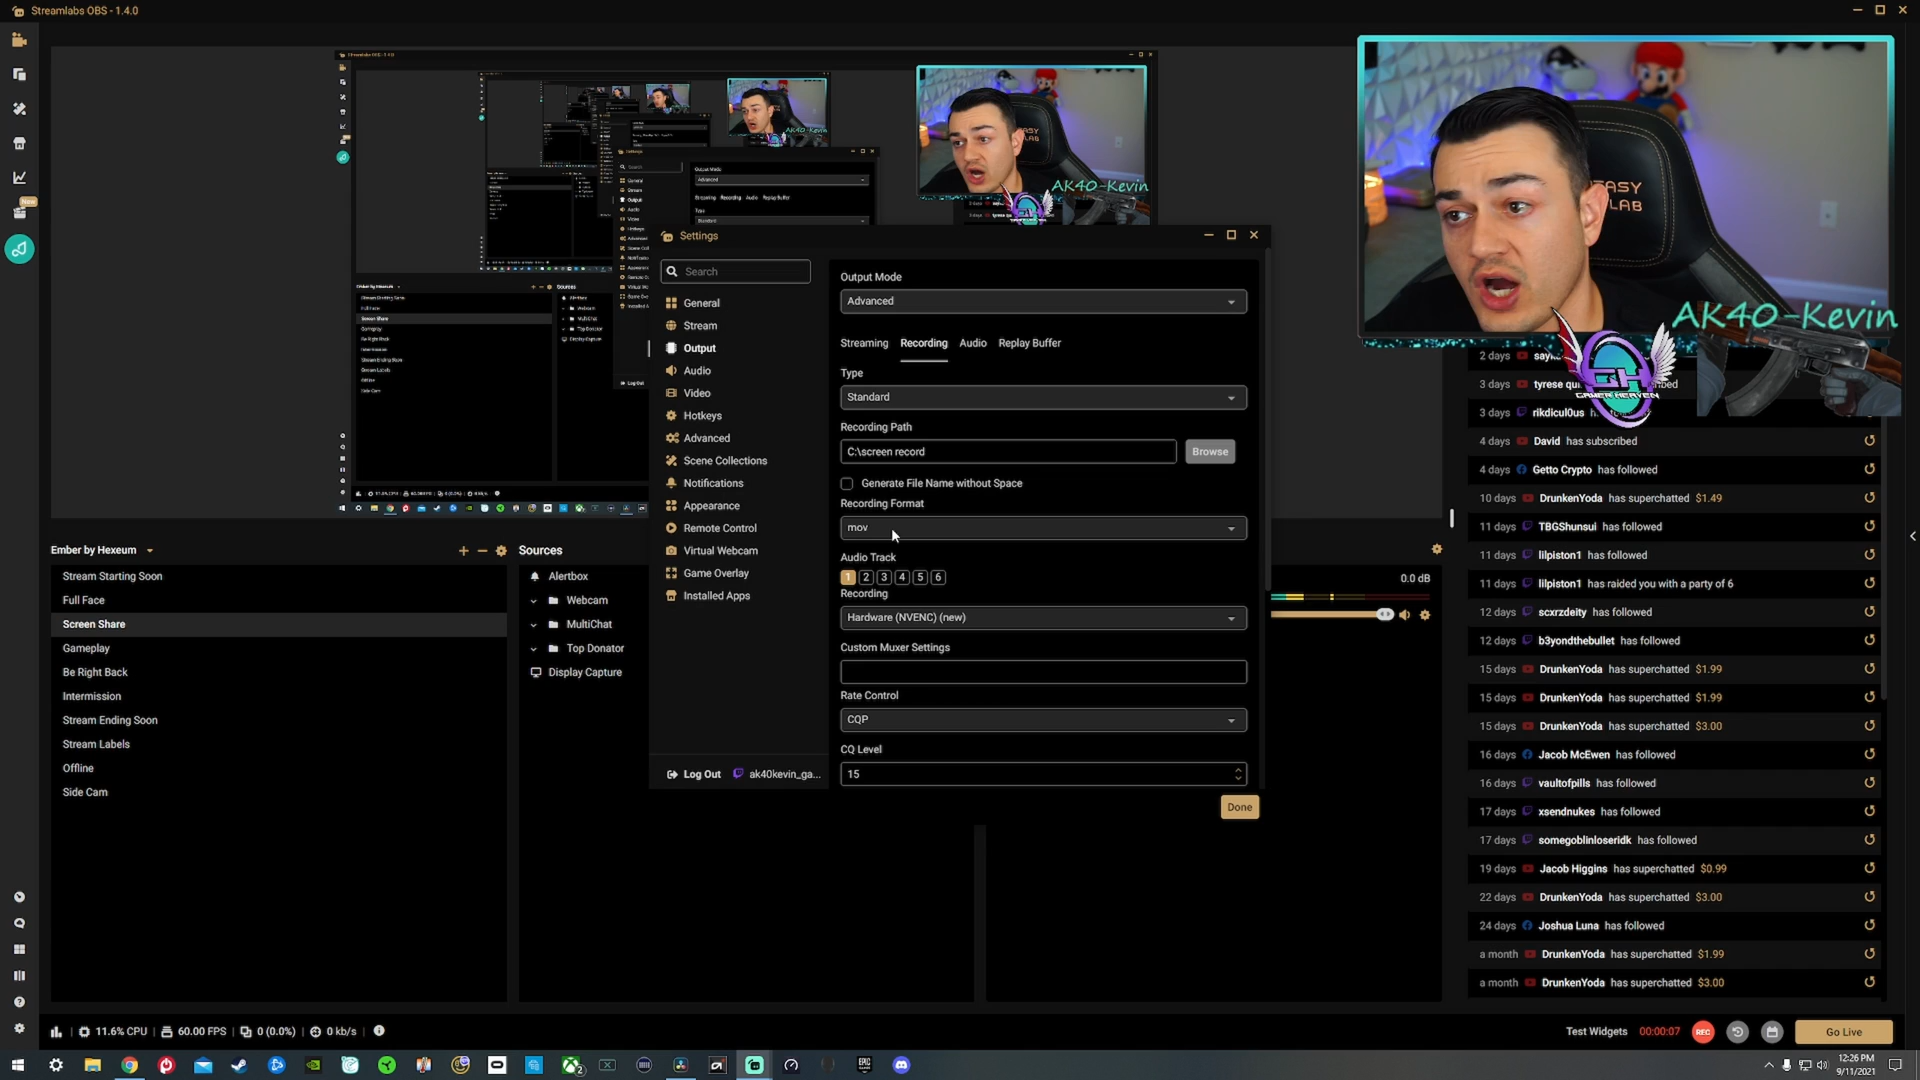 Streamlabs OBS - 1.4.0
New
Settings
Search
General
Stream
Output
Audio
Video
Hotkeys
Advanced
Scene Collections
Notifications
Appearance
Remote Control
Virtual Webcam
Game Overlay
Installed Apps
Log Out
ak40kevin_ga...
Output Mode
Advanced
Streaming Recording Audio Replay Buffer
Type
Standard
Recording Path
C:\screen record
Browse
Generate File Name without Space
Recording Format
mov
Audio Track
1 2 3 4 5 6
Recording
Hardware (NVENC) (new)
Custom Muxer Settings
Rate Control
CQP
CQ Level
15
Done
EASY
LAB
AK40-Kevin
GH
GAMER HEAVEN
Ember by Hexeum
Stream Starting Soon
Full Face
Screen Share
Gameplay
Be Right Back
Intermission
Stream Ending Soon
Stream Labels
Offline
Side Cam
Sources
Alertbox
Webcam
MultiChat
Top Donator
Display Capture
0.0 dB
2 days
3 days tyrese
3 days rikdicul0us
4 days David has subscribed
4 days Getto Crypto has followed
10 days DrunkenYoda has superchatted $1.49
11 days TBGShunsui has followed
11 days lilpiston1 has followed
11 days lilpiston1 has raided you with a party of 6
12 days scxrzdeity has followed
12 days b3yondthebullet has followed
15 days DrunkenYoda has superchatted $1.99
15 days DrunkenYoda has superchatted $1.99
15 days DrunkenYoda has superchatted $3.00
16 days Jacob McEwen has followed
16 days vaultofpills has followed
17 days xsendnukes has followed
17 days somegoblinloseridk has followed
19 days Jacob Higgins has superchatted $0.99
22 days DrunkenYoda has superchatted $3.00
24 days Joshua Luna has followed
a month DrunkenYoda has superchatted $1.99
a month DrunkenYoda has superchatted $3.00
11.6% CPU 60.00 FPS 0 (0.0%) 0 kb/s
Test Widgets 00:00:07 REC Go Live
12:26 PM
9/11/2021